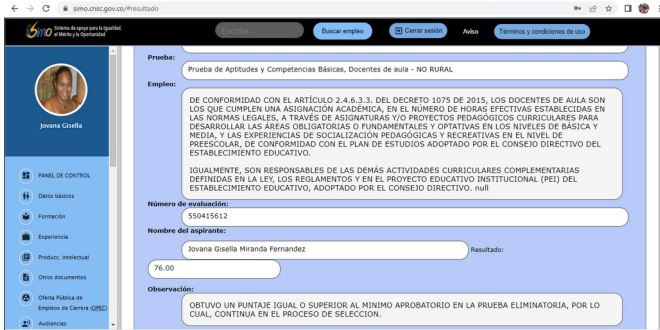 simo.cnsc.gov.co/#resultado
Simo Sistema de apoyo para la Igualdad,
el Mérito y la Oportunidad
Escriba
Buscar empleo
Cerrar sesión
Aviso
Términos y condiciones de uso
Jovana Gisella
PANEL DE CONTROL
Datos básicos
Formación
Experiencia
Producc. intelectual
Otros documentos
Oferta Pública de
Empleos de Carrera (OPEC)
Audiencias
Prueba:
Prueba de Aptitudes y Competencias Básicas, Docentes de aula - NO RURAL
Empleo:
DE CONFORMIDAD CON EL ARTÍCULO 2.4.6.3.3. DEL DECRETO 1075 DE 2015, LOS DOCENTES DE AULA SON
LOS QUE CUMPLEN UNA ASIGNACIÓN ACADÉMICA, EN EL NÚMERO DE HORAS EFECTIVAS ESTABLECIDAS EN
LAS NORMAS LEGALES, A TRAVÉS DE ASIGNATURAS Y/O PROYECTOS PEDAGÓGICOS CURRICULARES PARA
DESARROLLAR LAS ÁREAS OBLIGATORIAS O FUNDAMENTALES Y OPTATIVAS EN LOS NIVELES DE BÁSICA Y
MEDIA, Y LAS EXPERIENCIAS DE SOCIALIZACIÓN PEDAGÓGICAS Y RECREATIVAS EN EL NIVEL DE
PREESCOLAR, DE CONFORMIDAD CON EL PLAN DE ESTUDIOS ADOPTADO POR EL CONSEJO DIRECTIVO DEL
ESTABLECIMIENTO EDUCATIVO.
IGUALMENTE, SON RESPONSABLES DE LAS DEMÁS ACTIVIDADES CURRICULARES COMPLEMENTARIAS
DEFINIDAS EN LA LEY, LOS REGLAMENTOS Y EN EL PROYECTO EDUCATIVO INSTITUCIONAL (PEI) DEL
ESTABLECIMIENTO EDUCATIVO, ADOPTADO POR EL CONSEJO DIRECTIVO. null
Número de evaluación:
550415612
Nombre del aspirante:
Jovana Gisella Miranda Fernandez
Resultado:
76.00
Observación:
OBTUVO UN PUNTAJE IGUAL O SUPERIOR AL MINIMO APROBATORIO EN LA PRUEBA ELIMINATORIA, POR LO
CUAL, CONTINUA EN EL PROCESO DE SELECCION.